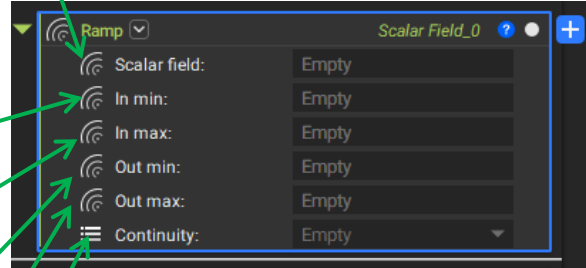 Ramp Scalar Field_0 ?
Scalar field: Empty
In min: Empty
In max: Empty
Out min: Empty
Out max: Empty
Continuity: Empty